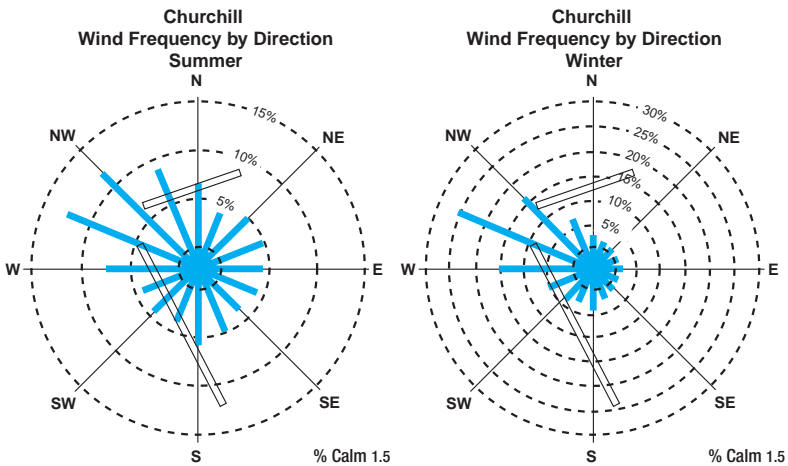 Churchill
Wind Frequency by Direction
Summer
N
NW
NE
15%
10%
5%
W
E
SW
SE
S
% Calm 1.5
Churchill
Wind Frequency by Direction
Winter
N
NW
NE
30%
25%
20%
15%
10%
5%
W
E
SW
SE
S
% Calm 1.5